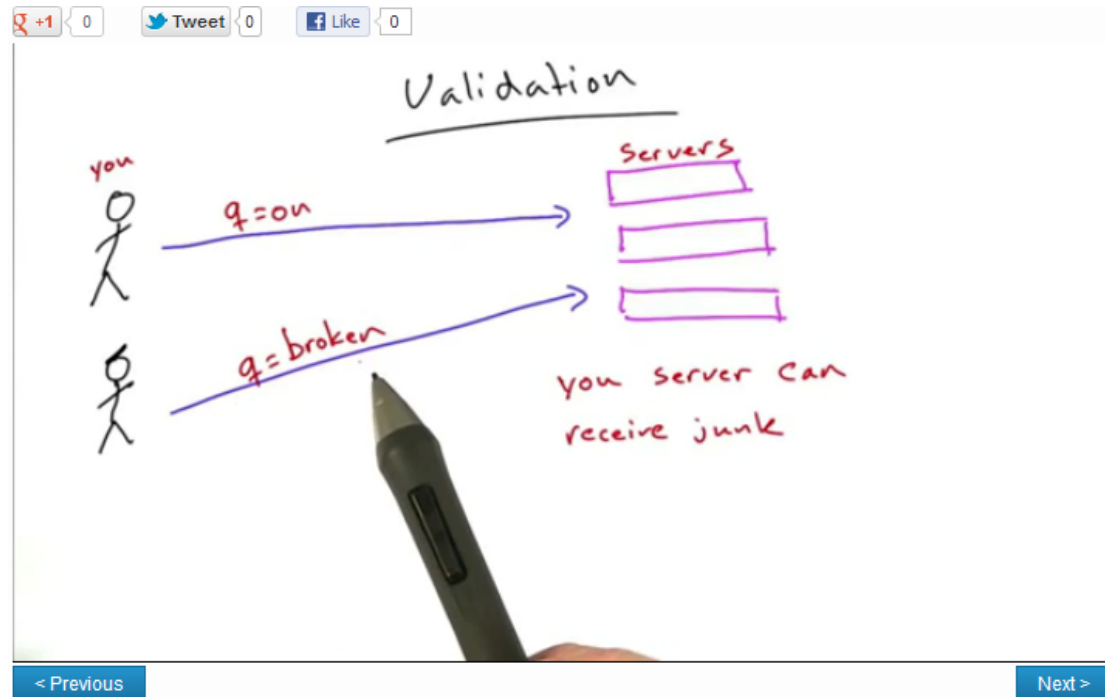 +1 0 Tweet 0 Like 0
Validation
you
Servers
q=on
q=broken
you server can
receive junk
< Previous
Next >